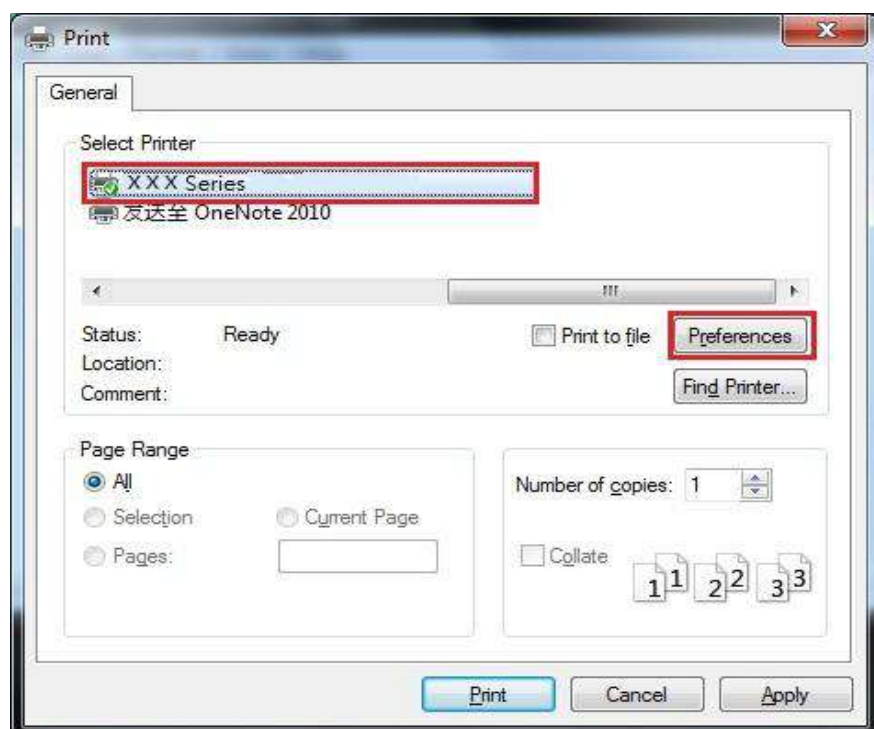 Print
General
Select Printer
XXX Series
发送至 OneNote 2010
Status: Ready
Print to file
Preferences
Location:
Comment:
Find Printer...
Page Range
All
Selection
Current Page
Pages:
Number of copies: 1
Collate
1 1 2 2 3 3
Print
Cancel
Apply